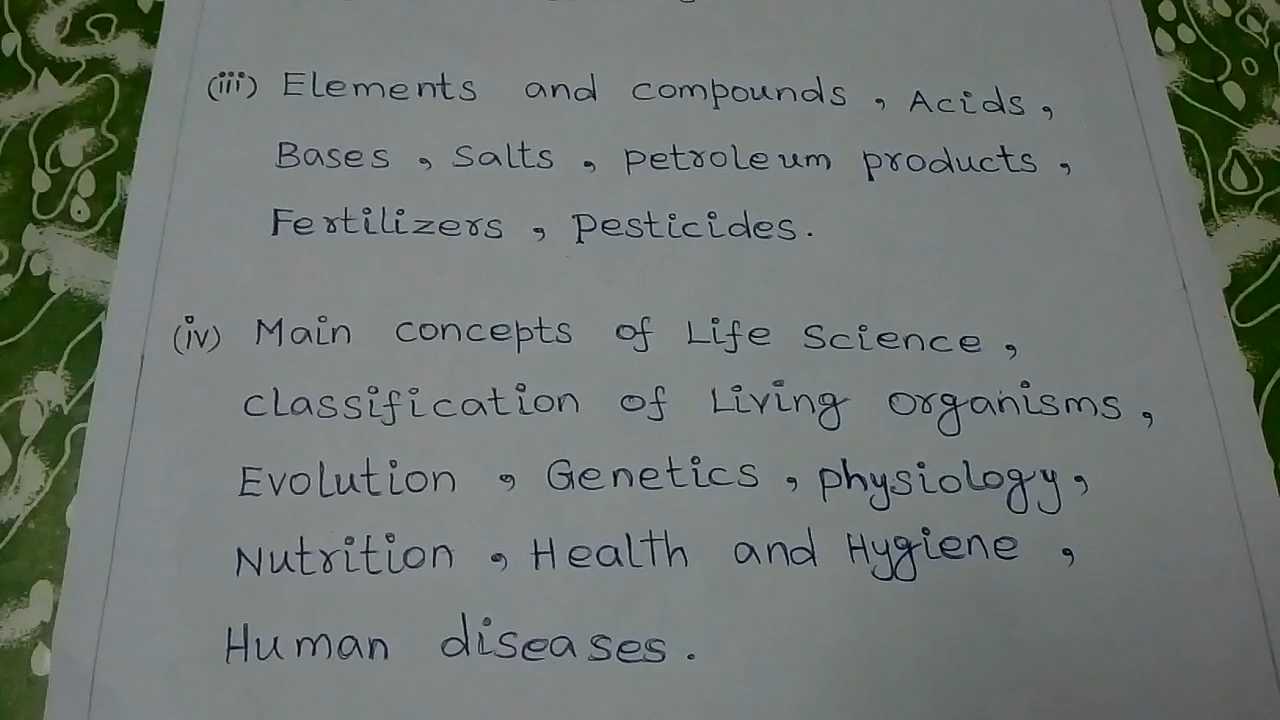 (iii) Elements and compounds, Acids,
Bases, Salts, petroleum products,
Fertilizers, Pesticides.
(iv) Main concepts of Life Science,
classification of Living organisms,
Evolution, Genetics, physiology,
Nutrition, Health and Hygiene,
Human diseases.